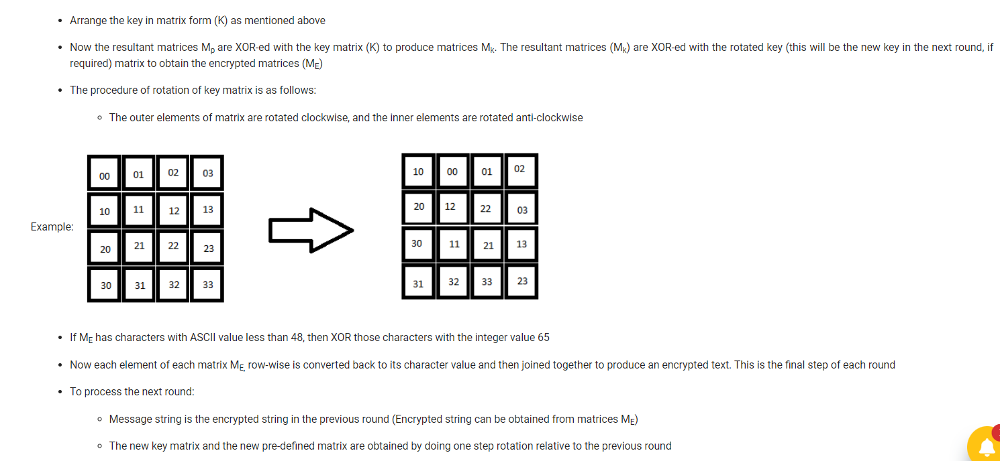 • Arrange the key in matrix form (K) as mentioned above
• Now the resultant matrices Mp are XOR-ed with the key matrix (K) to produce matrices MK. The resultant matrices (MK) are XOR-ed with the rotated key (this will be the new key in the next round, if
required) matrix to obtain the encrypted matrices (ME)
• The procedure of rotation of key matrix is as follows:
◦ The outer elements of matrix are rotated clockwise, and the inner elements are rotated anti-clockwise
Example:
00 01 02 03
10 11 12 13
20 21 22 23
30 31 32 33
10 00 01 02
20 12 22 03
30 11 21 13
31 32 33 23
• If ME has characters with ASCII value less than 48, then XOR those characters with the integer value 65
• Now each element of each matrix ME, row-wise is converted back to its character value and then joined together to produce an encrypted text. This is the final step of each round
• To process the next round:
◦ Message string is the encrypted string in the previous round (Encrypted string can be obtained from matrices ME)
◦ The new key matrix and the new pre-defined matrix are obtained by doing one step rotation relative to the previous round